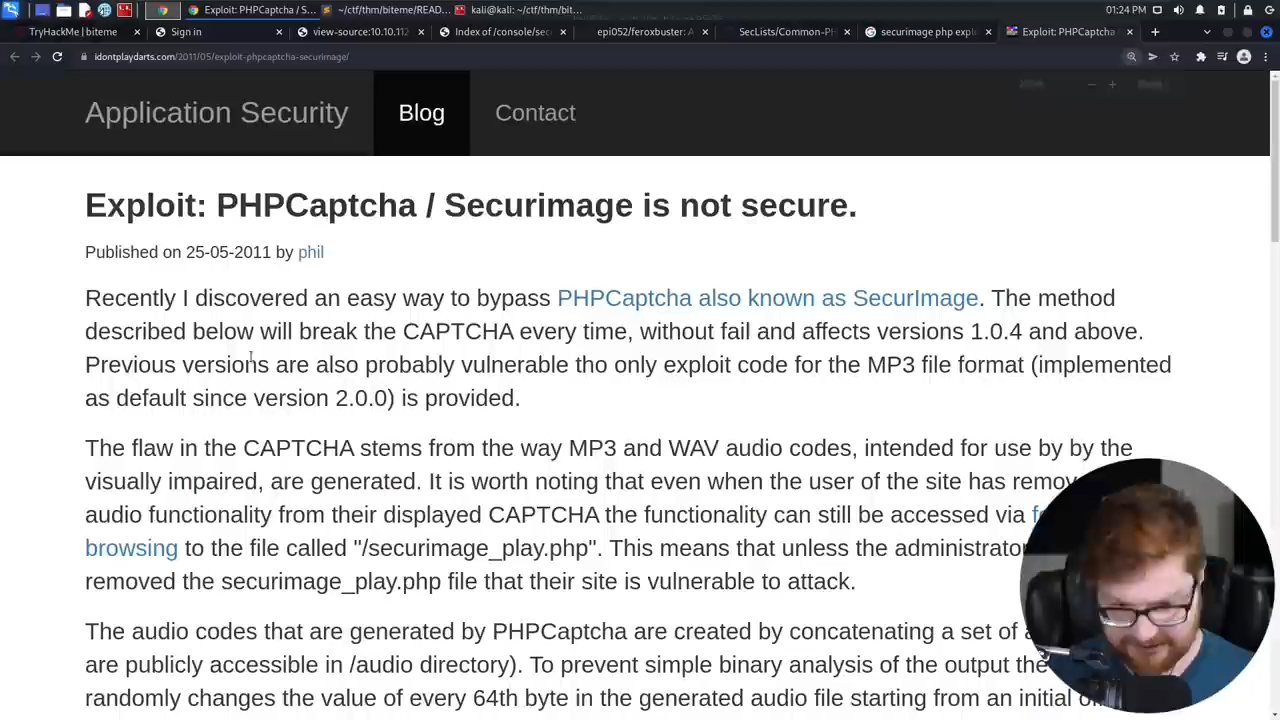 Exploit: PHPCaptcha / S...
~/ctf/thm/biteme/READ...
kali@kali: ~/ctf/thm/bit...
01:24 PM
TryHackMe | biteme
Sign in
view-source:10.10.112
Index of /console/sec
epi052/feroxbuster: A
SecLists/Common-PH
securimage php expl
Exploit: PHPCaptcha
idontplaydarts.com/2011/05/exploit-phpcaptcha-securimage/
Application Security
Blog
Contact
Exploit: PHPCaptcha / Securimage is not secure.
Published on 25-05-2011 by phil
Recently I discovered an easy way to bypass PHPCaptcha also known as SecurImage. The method
described below will break the CAPTCHA every time, without fail and affects versions 1.0.4 and above.
Previous versions are also probably vulnerable tho only exploit code for the MP3 file format (implemented
as default since version 2.0.0) is provided.
The flaw in the CAPTCHA stems from the way MP3 and WAV audio codes, intended for use by by the
visually impaired, are generated. It is worth noting that even when the user of the site has remov
audio functionality from their displayed CAPTCHA the functionality can still be accessed via f
browsing to the file called "/securimage_play.php". This means that unless the administrator
removed the securimage_play.php file that their site is vulnerable to attack.
The audio codes that are generated by PHPCaptcha are created by concatenating a set of a
are publicly accessible in /audio directory). To prevent simple binary analysis of the output the
randomly changes the value of every 64th byte in the generated audio file starting from an initial